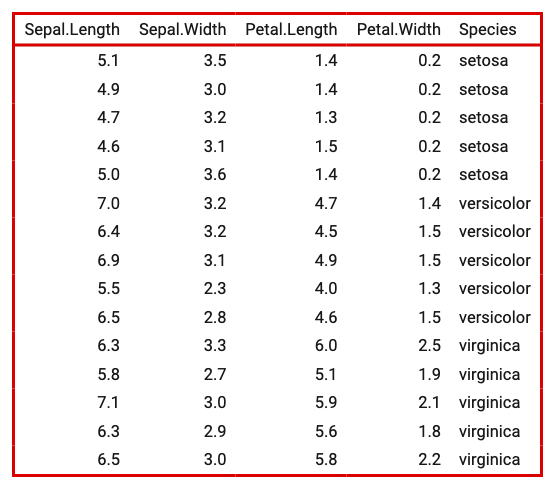 Sepal.Length Sepal.Width Petal.Length Petal.Width Species
5.1 3.5 1.4 0.2 setosa
4.9 3.0 1.4 0.2 setosa
4.7 3.2 1.3 0.2 setosa
4.6 3.1 1.5 0.2 setosa
5.0 3.6 1.4 0.2 setosa
7.0 3.2 4.7 1.4 versicolor
6.4 3.2 4.5 1.5 versicolor
6.9 3.1 4.9 1.5 versicolor
5.5 2.3 4.0 1.3 versicolor
6.5 2.8 4.6 1.5 versicolor
6.3 3.3 6.0 2.5 virginica
5.8 2.7 5.1 1.9 virginica
7.1 3.0 5.9 2.1 virginica
6.3 2.9 5.6 1.8 virginica
6.5 3.0 5.8 2.2 virginica